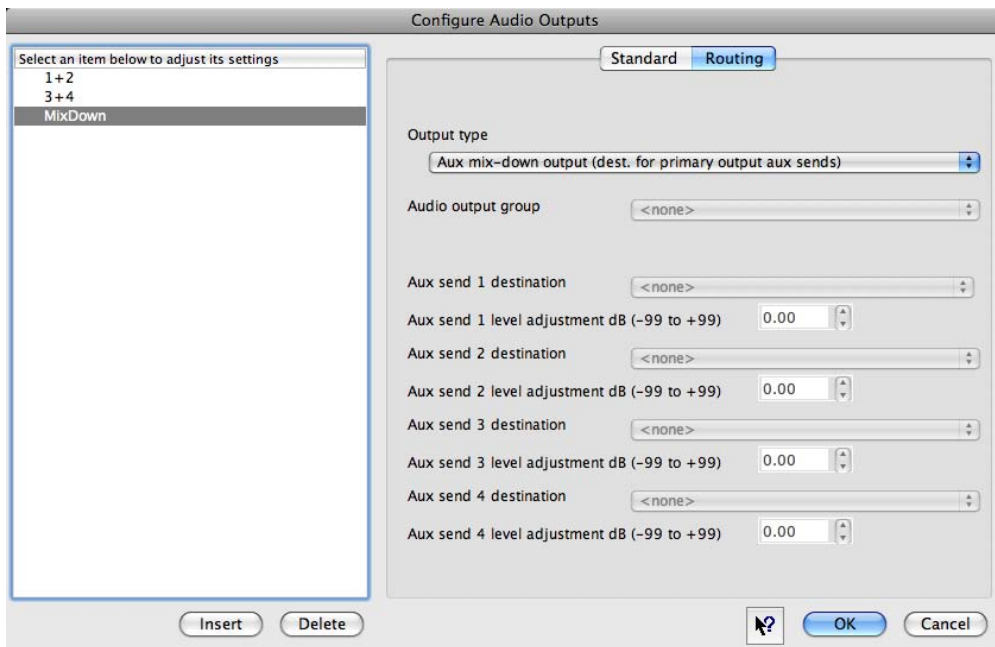 Configure Audio Outputs
Select an item below to adjust its settings
1+2
3+4
MixDown
Standard Routing
Output type
Aux mix-down output (dest. for primary output aux sends)
Audio output group <none>
Aux send 1 destination <none>
Aux send 1 level adjustment dB (-99 to +99) 0.00
Aux send 2 destination <none>
Aux send 2 level adjustment dB (-99 to +99) 0.00
Aux send 3 destination <none>
Aux send 3 level adjustment dB (-99 to +99) 0.00
Aux send 4 destination <none>
Aux send 4 level adjustment dB (-99 to +99) 0.00
Insert Delete ? OK Cancel